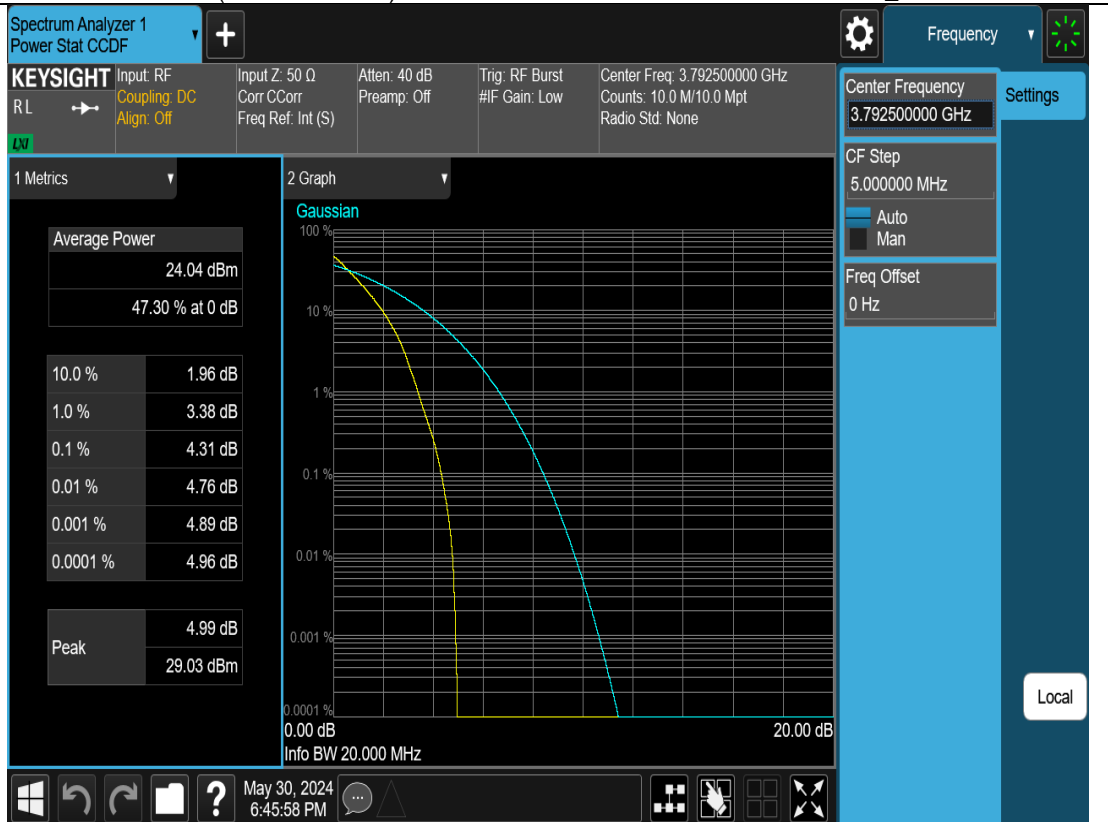 Spectrum Analyzer 1
Power Stat CCDF
+
Frequency
KEYSIGHT
RL
LXI
Input: RF
Coupling: DC
Align: Off
Input Z: 50 Ω
Corr CCorr
Freq Ref: Int (S)
Atten: 40 dB
Preamp: Off
Trig: RF Burst
#IF Gain: Low
Center Freq: 3.792500000 GHz
Counts: 10.0 M/10.0 Mpt
Radio Std: None
Center Frequency
3.792500000 GHz
Settings
CF Step
5.000000 MHz
Auto
Man
Freq Offset
0 Hz
Local
1 Metrics
Average Power
24.04 dBm
47.30 % at 0 dB
10.0 % 1.96 dB
1.0 % 3.38 dB
0.1 % 4.31 dB
0.01 % 4.76 dB
0.001 % 4.89 dB
0.0001 % 4.96 dB
Peak
4.99 dB
29.03 dBm
2 Graph
Gaussian
100 %
10 %
1 %
0.1 %
0.01 %
0.001 %
0.0001 %
0.00 dB 20.00 dB
Info BW 20.000 MHz
?
May 30, 2024
6:45:58 PM